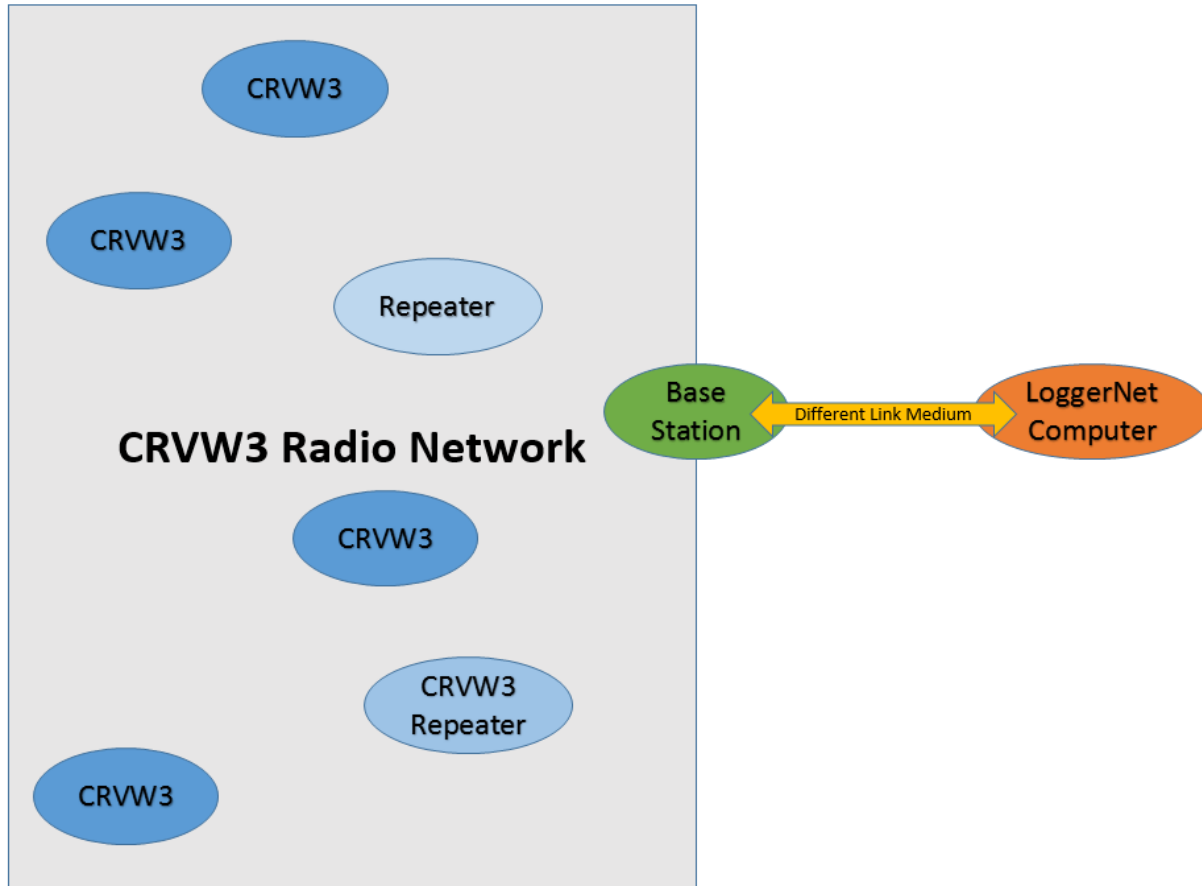 CRVW3
CRVW3
Repeater
Base
Station
Different Link Medium
LoggerNet
Computer
CRVW3 Radio Network
CRVW3
CRVW3
Repeater
CRVW3